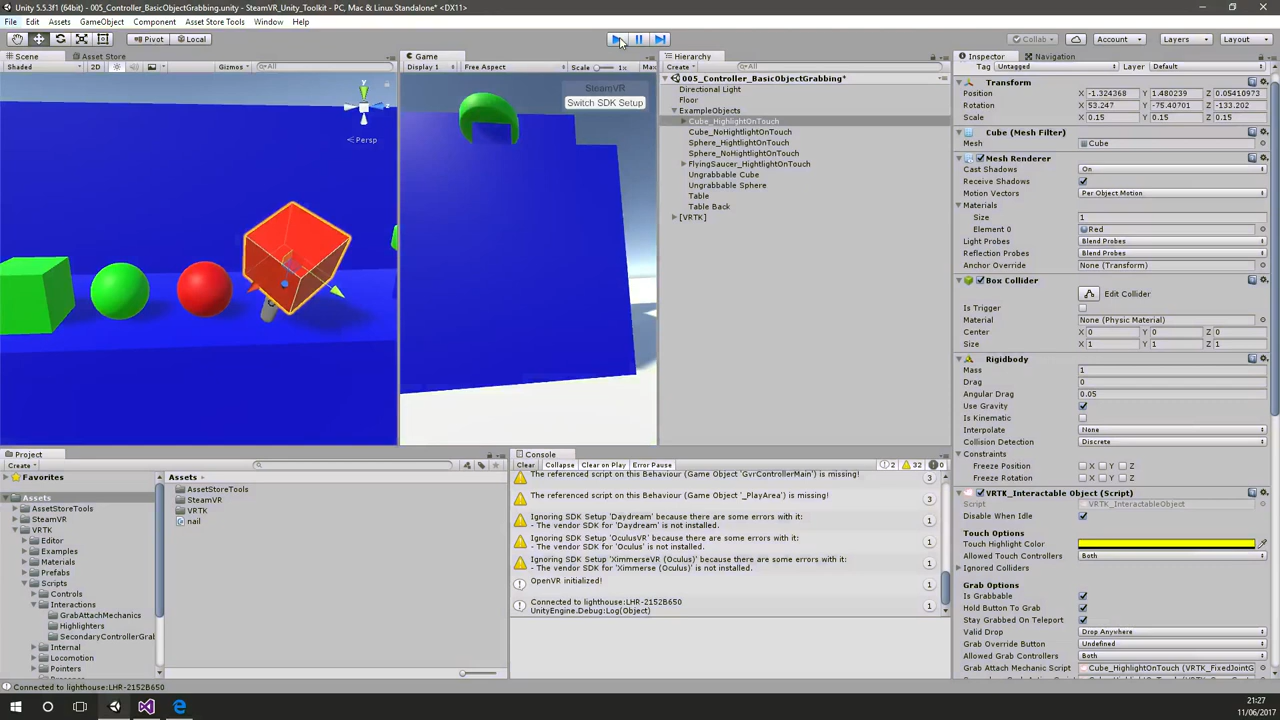 Unity 5.5.3f1 (64bit) - 005_Controller_BasicObjectGrabbing.unity - SteamVR_Unity_Toolkit - PC, Mac & Linux Standalone* <DX11>
File Edit Assets GameObject Component Asset Store Tools Window Help
Pivot Local Collab Account Layers Layout
Scene Asset Store
Shaded 2D Gizmos All
y
Persp
Game
Display 1 Free Aspect Scale 1x Max
SteamVR
Switch SDK Setup
Hierarchy
Create All
005_Controller_BasicObjectGrabbing*
Directional Light
Floor
ExampleObjects
Cube_HighlightOnTouch
Cube_NoHightlightOnTouch
Sphere_HightlightOnTouch
Sphere_NoHightlightOnTouch
FlyingSaucer_HightlightOnTouch
Ungrabbable Cube
Ungrabbable Sphere
Table
Table Back
[VRTK]
Inspector Navigation
Tag Untagged Layer Default
Transform
Position X -1.324368 Y 1.480239 Z 0.05410973
Rotation X 53.247 Y -75.40701 Z -133.202
Scale X 0.15 Y 0.15 Z 0.15
Cube (Mesh Filter)
Mesh Cube
Mesh Renderer
Cast Shadows On
Receive Shadows
Motion Vectors Per Object Motion
Materials
Size 1
Element 0 Red
Light Probes Blend Probes
Reflection Probes Blend Probes
Anchor Override None (Transform)
Box Collider
Edit Collider
Is Trigger
Material None (Physic Material)
Center X 0 Y 0 Z 0
Size X 1 Y 1 Z 1
Rigidbody
Mass 1
Drag 0
Angular Drag 0.05
Use Gravity
Is Kinematic
Interpolate None
Collision Detection Discrete
Constraints
Freeze Position X Y Z
Freeze Rotation X Y Z
VRTK_Interactable Object (Script)
Script VRTK_InteractableObject
Disable When Idle
Touch Options
Touch Highlight Color
Allowed Touch Controllers Both
Ignored Colliders
Grab Options
Is Grabbable
Hold Button To Grab
Stay Grabbed On Teleport
Valid Drop Drop Anywhere
Grab Override Button Undefined
Allowed Grab Controllers Both
Grab Attach Mechanic Script Cube_HighlightOnTouch (VRTK_FixedJointG
Project
Create
Favorites
Assets
AssetStoreTools
SteamVR
VRTK
Editor
Examples
Materials
Prefabs
Scripts
Controls
Interactions
GrabAttachMechanics
Highlighters
SecondaryControllerGrab
Internal
Locomotion
Pointers
Assets
AssetStoreTools
SteamVR
VRTK
nail
Console
Clear Collapse Clear on Play Error Pause 2 32 0
The referenced script on this Behaviour (Game Object 'GvrControllerMain') is missing! 3
The referenced script on this Behaviour (Game Object '_PlayArea') is missing! 3
Ignoring SDK Setup 'Daydream' because there are some errors with it:
- The vendor SDK for 'Daydream' is not installed. 1
Ignoring SDK Setup 'OculusVR' because there are some errors with it:
- The vendor SDK for 'Oculus' is not installed. 1
Ignoring SDK Setup 'XimmerseVR (Oculus)' because there are some errors with it:
- The vendor SDK for 'Ximmerse (Oculus)' is not installed. 1
OpenVR initialized! 1
Connected to lighthouse:LHR-2152B650
UnityEngine.Debug:Log(Object) 1
Connected to lighthouse:LHR-2152B650
21:27
11/06/2017